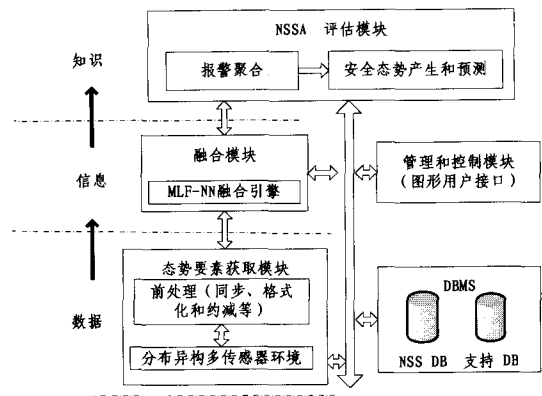 NSSA 评估模块
知识
报警聚合
安全态势产生和预测
融合模块
信息
MLF-NN融合引擎
管理和控制模块
(图形用户接口)
态势要素获取模块
前处理(同步、格式
化和约减等)
数据
分布异构多传感器环境
DBMS
NSS DB
支持 DB